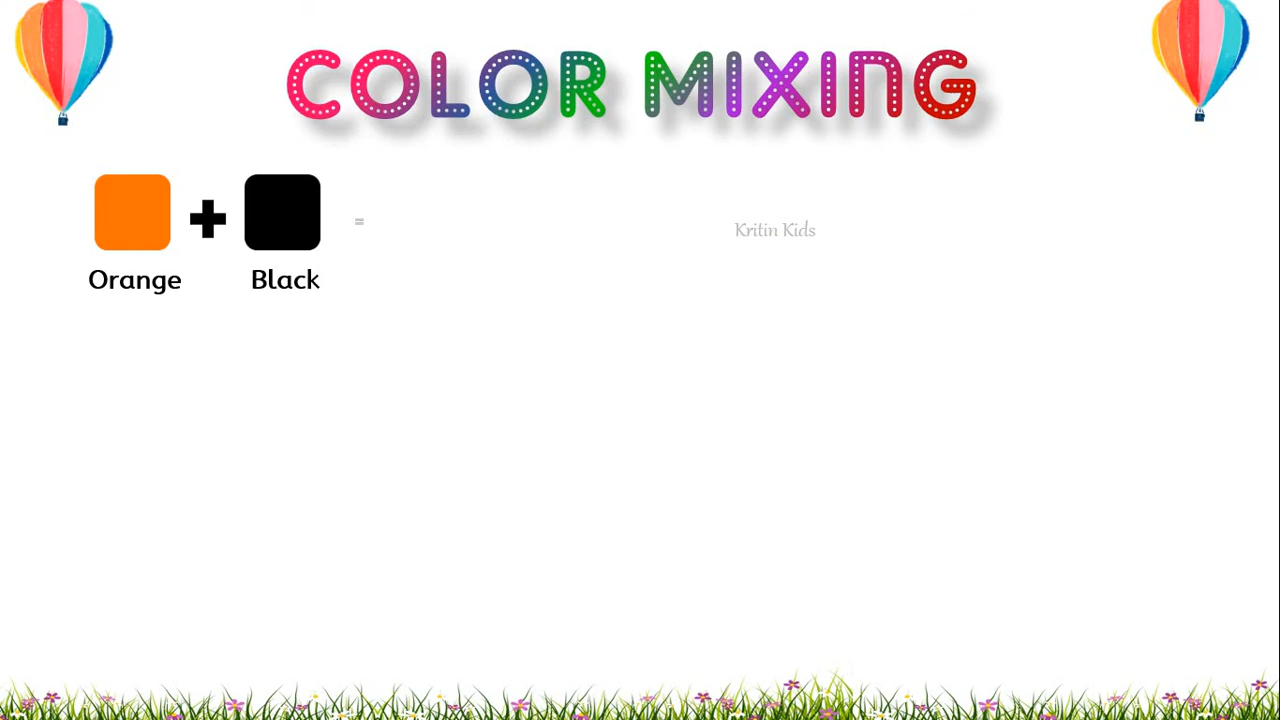 COLOR MIXING
+ =
Kritin Kids
Orange Black